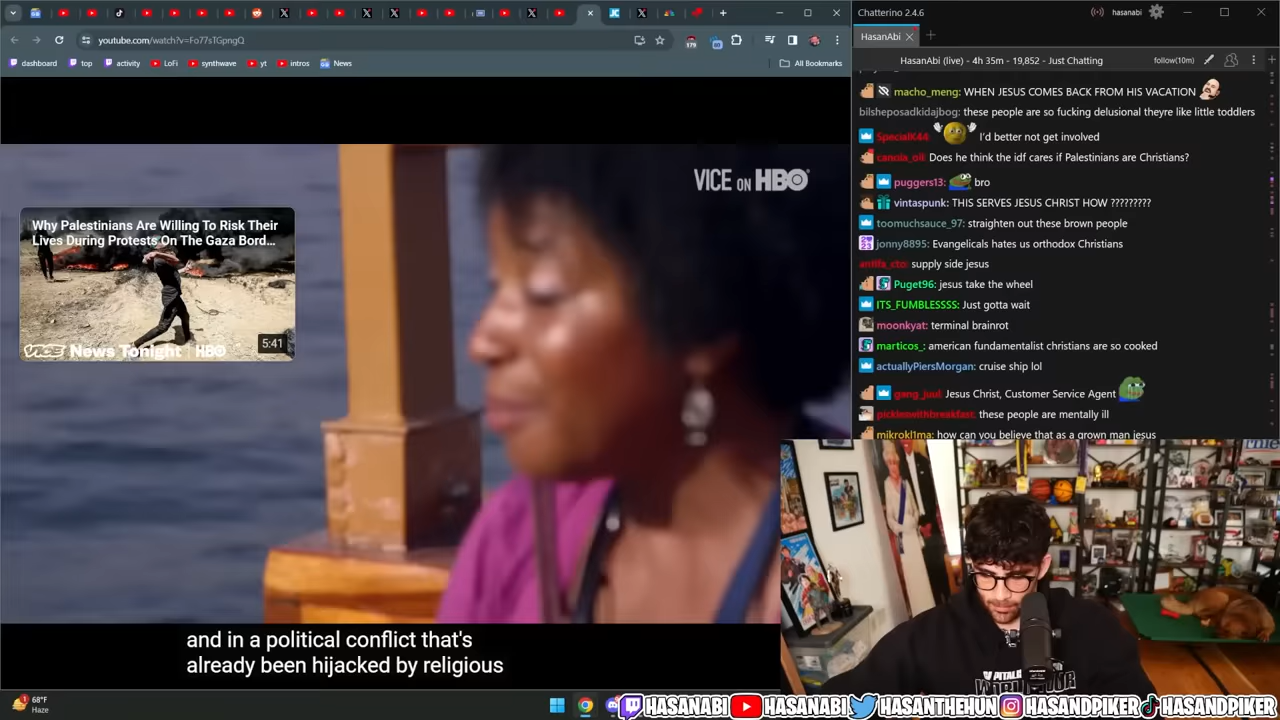 youtube.com/watch?v=Fo77sTGpngQ
dashboard
top
activity
LoFi
synthwave
yt
intros
News
All Bookmarks
VICE ON HBO
Why Palestinians Are Willing To Risk Their
Lives During Protests On The Gaza Bord…
VICE News Tonight HBO
5:41
and in a political conflict that's
already been hijacked by religious
68°F
Haze
Chatterino 2.4.6
hasanabi
HasanAbi
HasanAbi (live) - 4h 35m - 19,852 - Just Chatting
follow(10m)
macho_meng: WHEN JESUS COMES BACK FROM HIS VACATION
bilsheposadkidajbog: these people are so fucking delusional theyre like little toddlers
SpecialK44: I'd better not get involved
canola_oil: Does he think the idf cares if Palestinians are Christians?
puggers13: bro
vintaspunk: THIS SERVES JESUS CHRIST HOW ?????????
toomuchsauce_97: straighten out these brown people
jonny8895: Evangelicals hates us orthodox Christians
antifa_cto: supply side jesus
Puget96: jesus take the wheel
ITS_FUMBLESSSS: Just gotta wait
moonkyat: terminal brainrot
marticos_: american fundamentalist christians are so cooked
actuallyPiersMorgan: cruise ship lol
gang_juul: Jesus Christ, Customer Service Agent
picklenwithbreakfast: these people are mentally ill
mikrokl1ma: how can you believe that as a grown man jesus
HASANABI
HASANABI
HASANTHEHUN
HASANDPIKER
HASANDPIKER